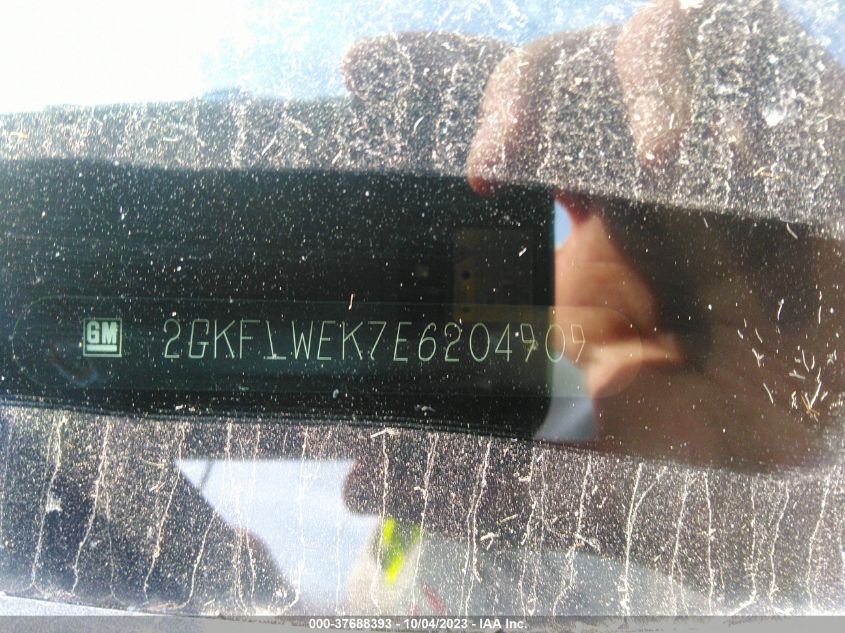 GM 2GKFLWEK7E6204909
000-37688393 - 10/04/2023 - IAA Inc.